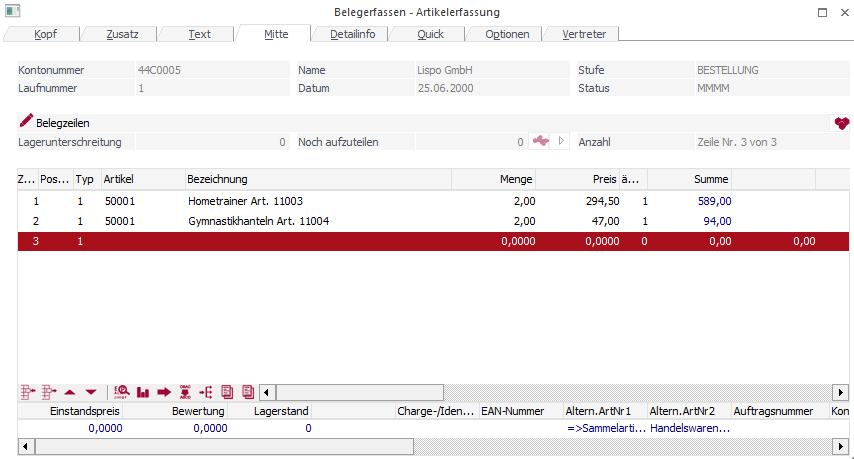 Belegerfassen - Artikelerfassung
Kopf Zusatz Text Mitte Detailinfo Quick Optionen Vertreter
Kontonummer 44C0005 Name Lispo GmbH Stufe BESTELLUNG
Laufnummer 1 Datum 25.06.2000 Status MMMM
Belegzeilen
Lagerunterschreitung 0 Noch aufzuteilen 0 Anzahl Zeile Nr. 3 von 3
Z... Pos... Typ Artikel Bezeichnung Menge Preis ä... Summe
1 1 50001 Hometrainer Art. 11003 2,00 294,50 1 589,00
2 1 50001 Gymnastikhanteln Art. 11004 2,00 47,00 1 94,00
3 1 0,0000 0,0000 0 0,00 0,00
Einstandspreis Bewertung Lagerstand Charge-/Iden... EAN-Nummer Altern.ArtNr1 Altern.ArtNr2 Auftragsnummer Kon
0,0000 0,0000 0 =>Sammelarti... Handelswaren...